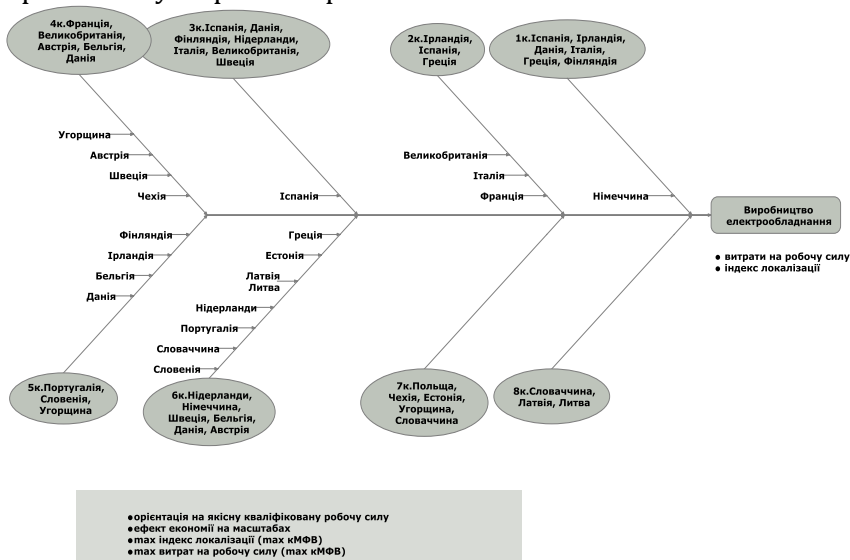 4к.Франція,
Великобританія,
Австрія, Бельгія,
Данія
3к.Іспанія, Данія,
Фінляндія, Нідерланди,
Італія, Великобританія,
Швеція
2к.Ірландія,
Іспанія,
Греція
1к.Іспанія, Ірландія,
Данія, Італія,
Греція, Фінляндія
Угорщина
Австрія
Швеція
Чехія
Іспанія
Великобританія
Італія
Франція
Німеччина
Виробництво
електрообладнання
● витрати на робочу силу
● індекс локалізації
Фінляндія
Ірландія
Бельгія
Данія
Греція
Естонія
Латвія
Литва
Нідерланди
Португалія
Словаччина
Словенія
5к.Португалія,
Словенія,
Угорщина
6к.Нідерланди,
Німеччина,
Швеція, Бельгія,
Данія, Австрія
7к.Польща,
Чехія, Естонія,
Угорщина,
Словаччина
8к.Словаччина,
Латвія, Литва
●орієнтація на якісну кваліфіковану робочу силу
●ефект економії на масштабах
●max індекс локалізації (max кМФВ)
●max витрат на робочу силу (max кМФВ)